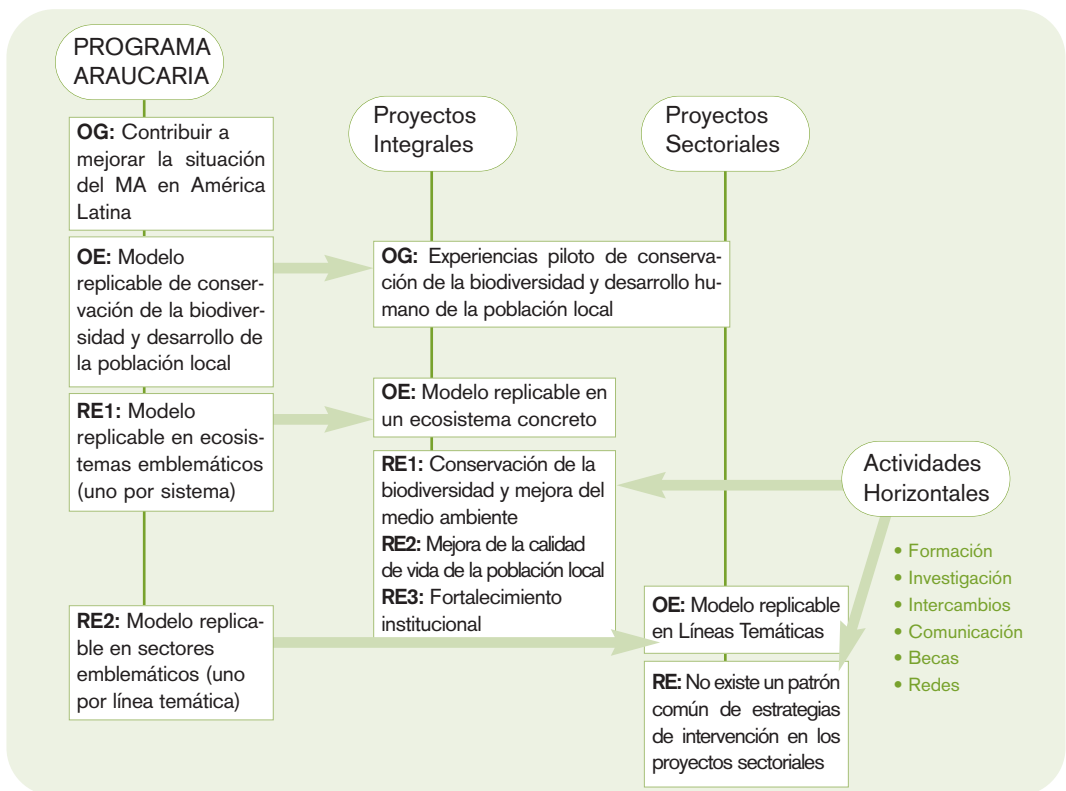 PROGRAMA
ARAUCARIA
OG: Contribuir a
mejorar la situación
del MA en América
Latina
OE: Modelo
replicable de conser-
vación de la biodiver-
sidad y desarrollo de
la población local
RE1: Modelo
replicable en ecosis-
temas emblemáticos
(uno por sistema)
RE2: Modelo replica-
ble en sectores
emblemáticos (uno
por línea temática)
Proyectos
Integrales
Proyectos
Sectoriales
OG: Experiencias piloto de conserva-
ción de la biodiversidad y desarrollo hu-
mano de la población local
OE: Modelo replicable en
un ecosistema concreto
RE1: Conservación de la
biodiversidad y mejora del
medio ambiente
RE2: Mejora de la calidad
de vida de la población local
RE3: Fortalecimiento
institucional
OE: Modelo replicable
en Líneas Temáticas
RE: No existe un patrón
común de estrategias
de intervención en los
proyectos sectoriales
Actividades
Horizontales
• Formación
• Investigación
• Intercambios
• Comunicación
• Becas
• Redes